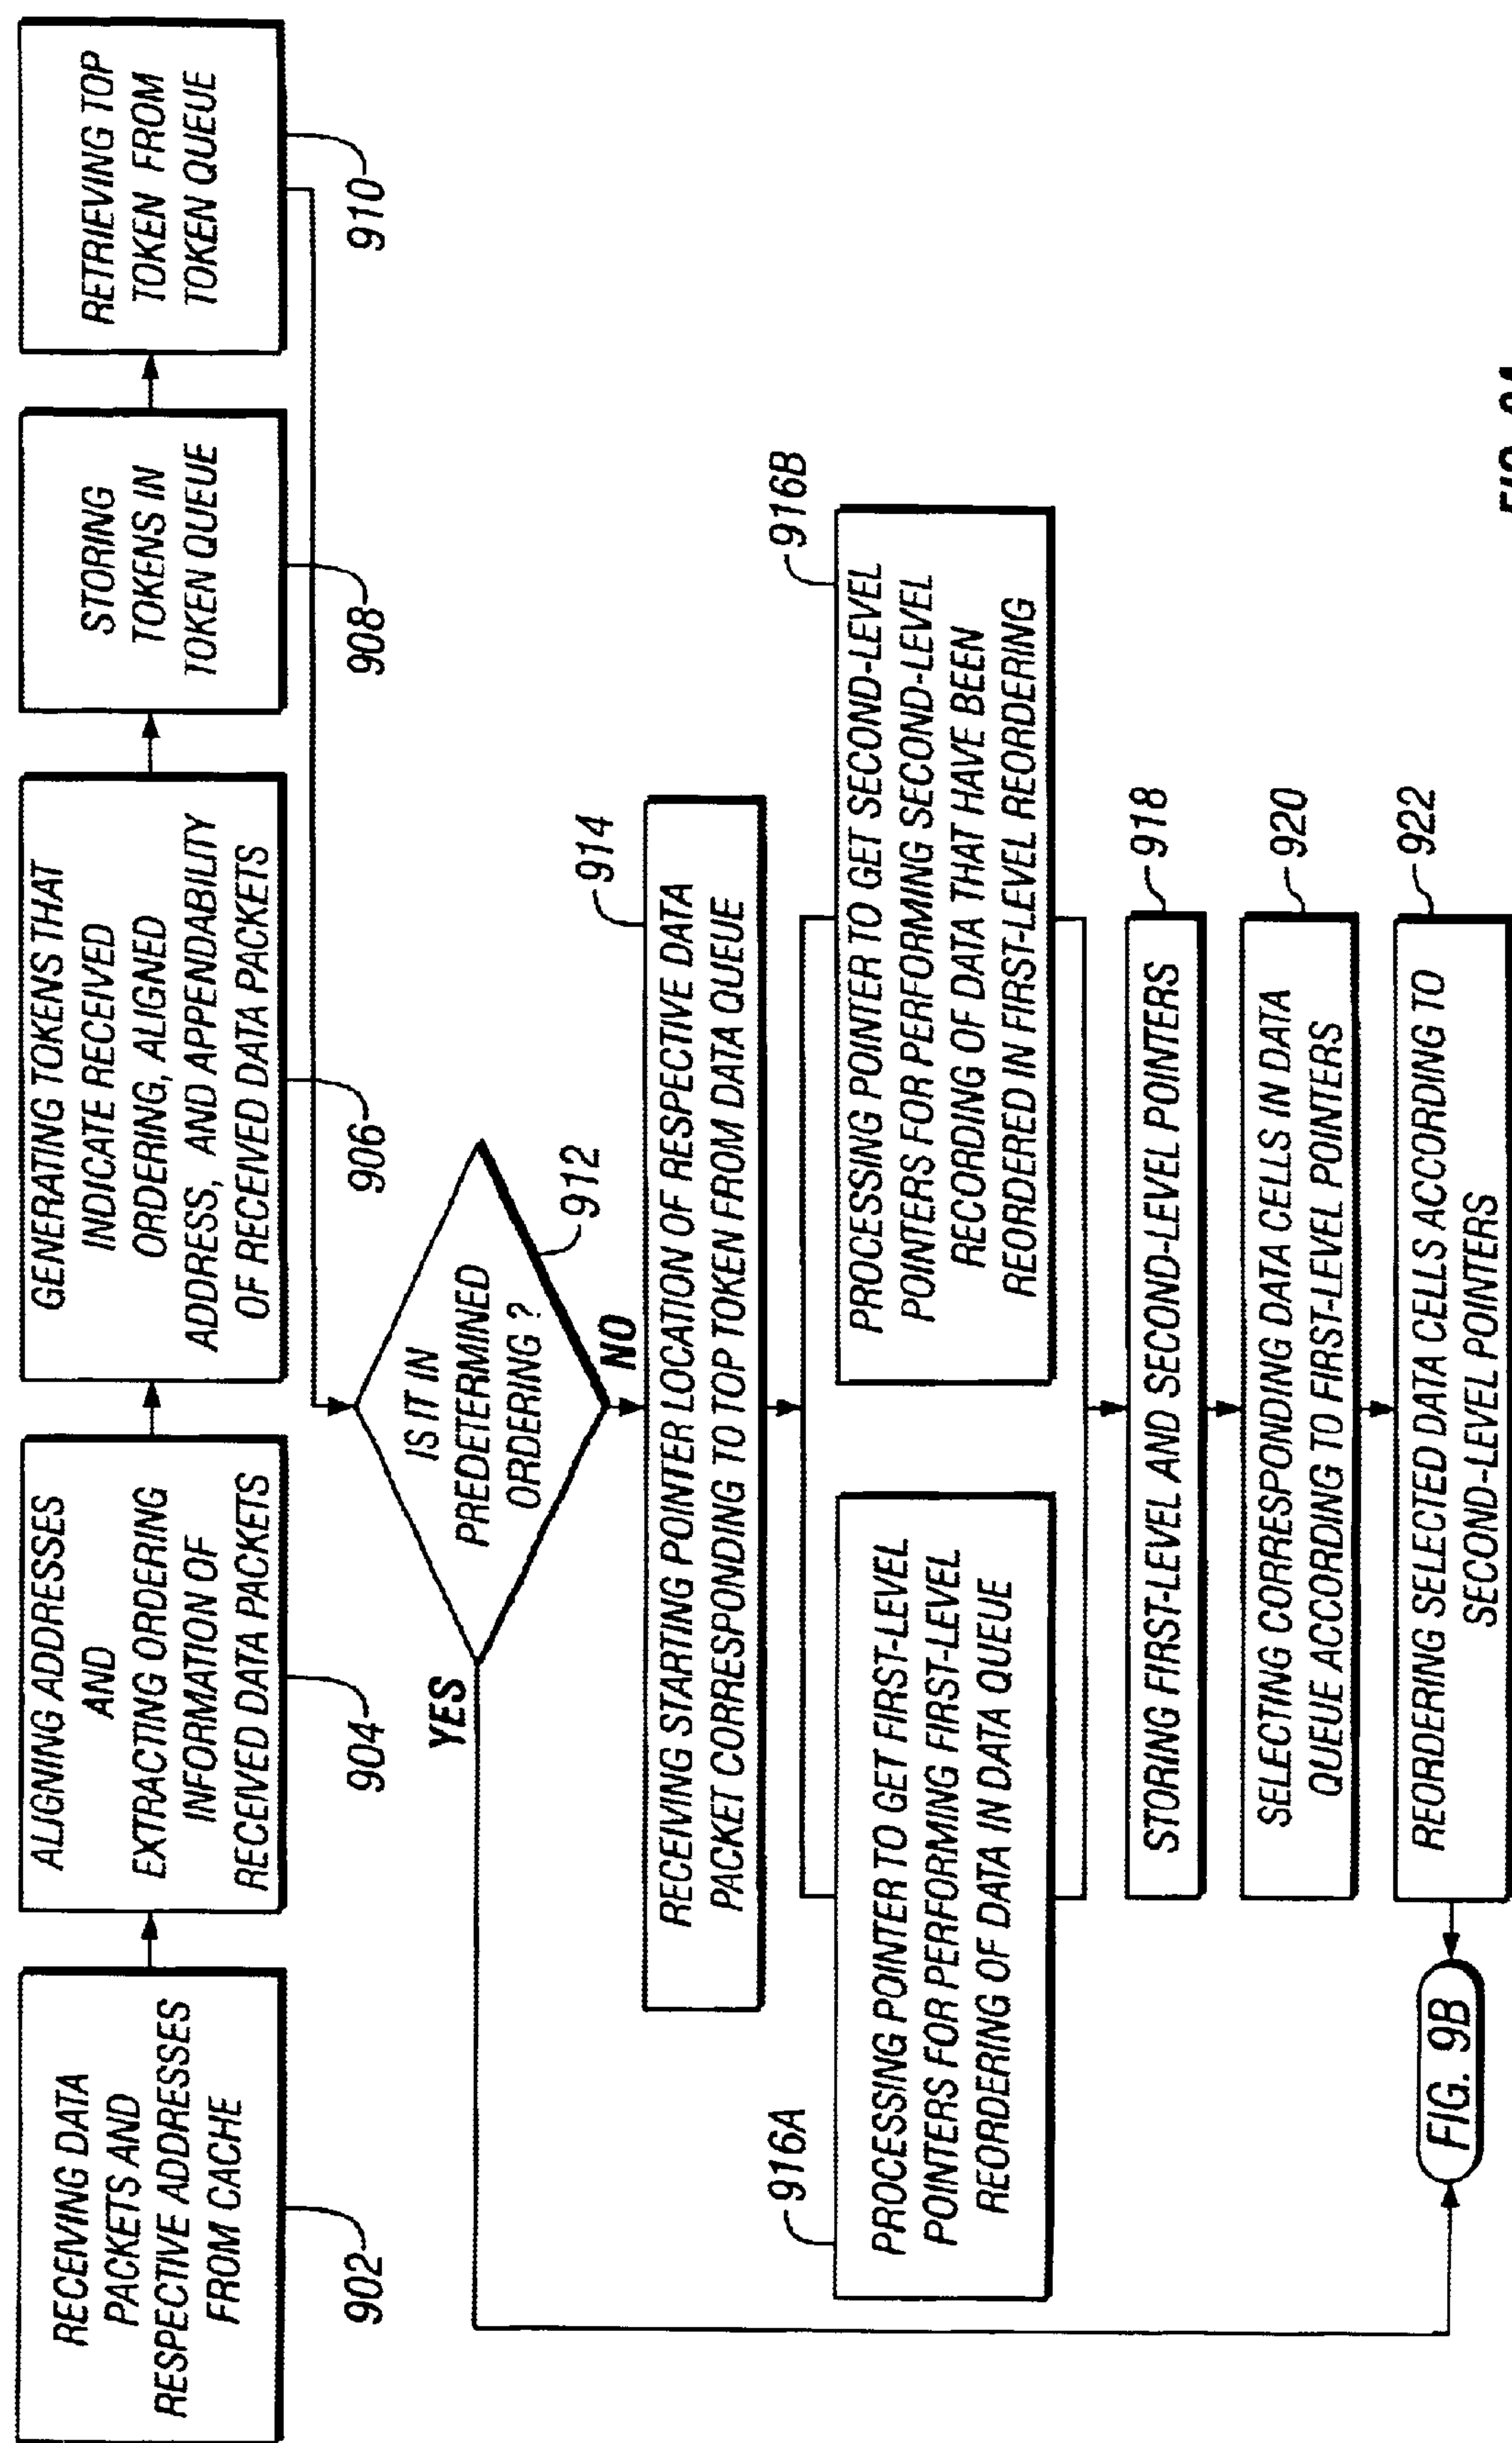 RECEIVING DATA
PACKETS AND
RESPECTIVE ADDRESSES
FROM CACHE
902
ALIGNING ADDRESSES
AND
EXTRACTING ORDERING
INFORMATION OF
RECEIVED DATA PACKETS
904
GENERATING TOKENS THAT
INDICATE RECEIVED
ORDERING, ALIGNED
ADDRESS, AND APPENDABILITY
OF RECEIVED DATA PACKETS
906
STORING
TOKENS IN
TOKEN QUEUE
908
RETRIEVING TOP
TOKEN FROM
TOKEN QUEUE
910
IS IT IN
PREDETERMINED
ORDERING ?
912
YES
NO
RECEIVING STARTING POINTER LOCATION OF RESPECTIVE DATA
PACKET CORRESPONDING TO TOP TOKEN FROM DATA QUEUE
914
916A
PROCESSING POINTER TO GET FIRST-LEVEL
POINTERS FOR PERFORMING FIRST-LEVEL
REORDERING OF DATA IN DATA QUEUE
916B
PROCESSING POINTER TO GET SECOND-LEVEL
POINTERS FOR PERFORMING SECOND-LEVEL
RECORDING OF DATA THAT HAVE BEEN
REORDERED IN FIRST-LEVEL REORDERING
STORING FIRST-LEVEL AND SECOND-LEVEL POINTERS
918
SELECTING CORRESPONDING DATA CELLS IN DATA
QUEUE ACCORDING TO FIRST-LEVEL POINTERS
920
REORDERING SELECTED DATA CELLS ACCORDING TO
SECOND-LEVEL POINTERS
922
FIG. 9B